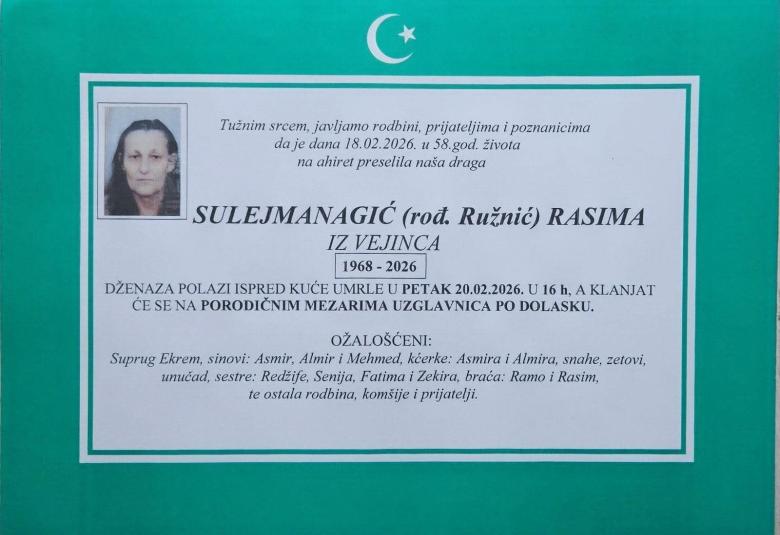 Tužnim srcem, javljamo rodbini, prijateljima i poznanicima
da je dana 18.02.2026. u 58.god. života
na ahiret preselila naša draga
SULEJMANAGIĆ (rođ. Ružnić) RASIMA
IZ VEJINCA
1968 - 2026
DŽENAZA POLAZI ISPRED KUĆE UMRLE U PETAK 20.02.2026. U 16 h, A KLANJAT
ĆE SE NA PORODIČNIM MEZARIMA UZGLAVNICA PO DOLASKU.
OŽALOŠĆENI:
Suprug Ekrem, sinovi: Asmir, Almir i Mehmed, kćerke: Asmira i Almira, snahe, zetovi,
unučad, sestre: Redžife, Senija, Fatima i Zekira, braća: Ramo i Rasim,
te ostala rodbina, komšije i prijatelji.